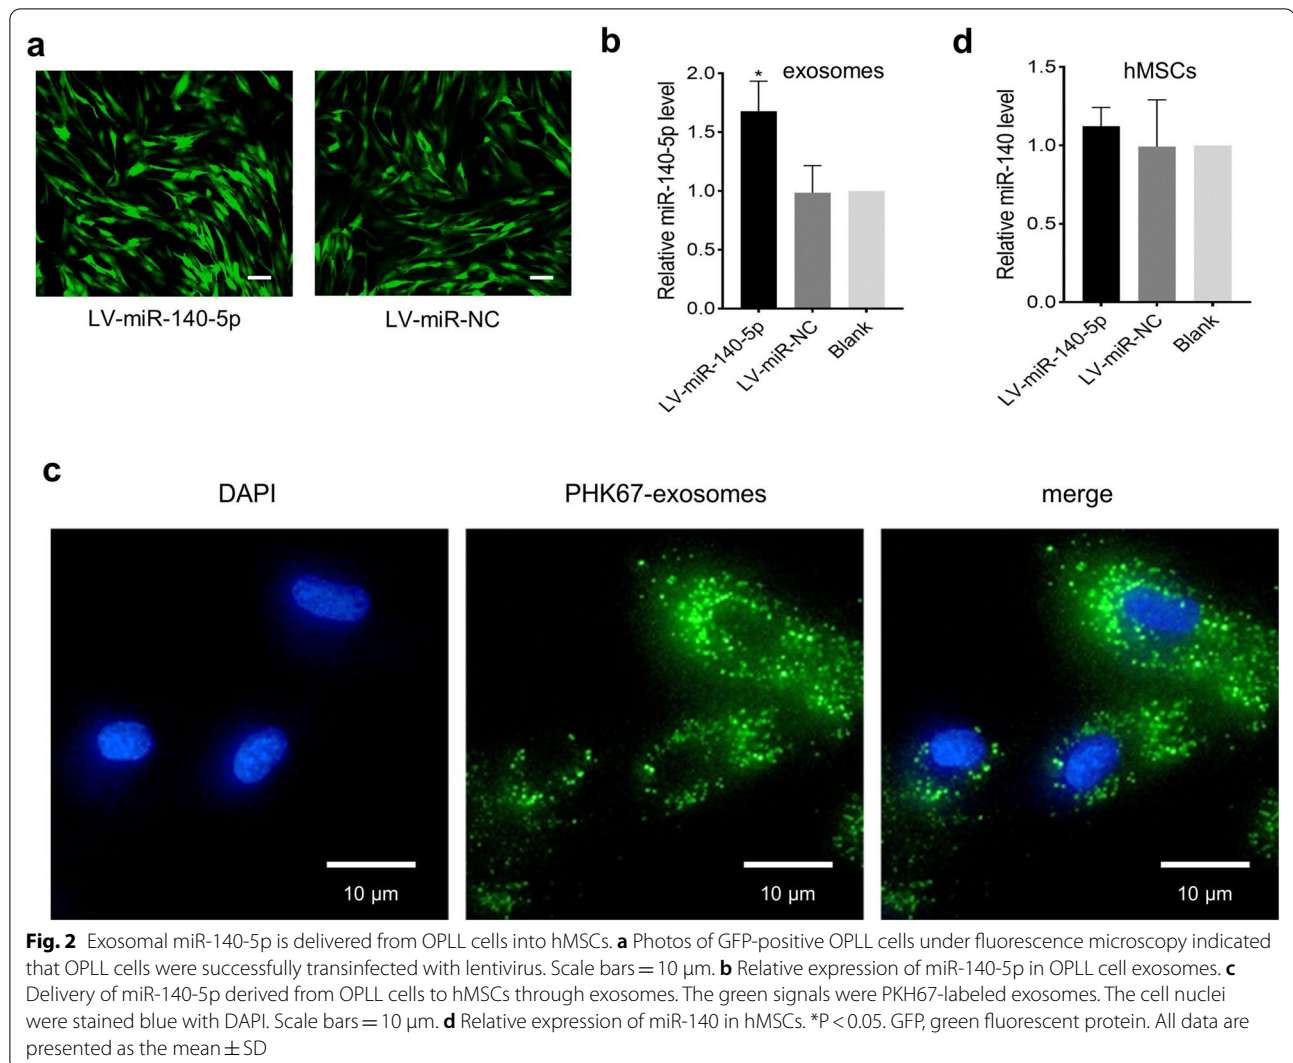 a
LV-miR-140-5p
LV-miR-NC
b
exosomes
Relative miR-140-5p level
2.0
1.5
1.0
0.5
0.0
*
LV-miR-140-5p
LV-miR-NC
Blank
d
hMSCs
Relative miR-140 level
1.5
1.0
0.5
0.0
LV-miR-140-5p
LV-miR-NC
Blank
c
DAPI
PHK67-exosomes
merge
10 μm
10 μm
10 μm
Fig. 2 Exosomal miR-140-5p is delivered from OPLL cells into hMSCs. a Photos of GFP-positive OPLL cells under fluorescence microscopy indicated
that OPLL cells were successfully transinfected with lentivirus. Scale bars = 10 μm. b Relative expression of miR-140-5p in OPLL cell exosomes. c
Delivery of miR-140-5p derived from OPLL cells to hMSCs through exosomes. The green signals were PKH67-labeled exosomes. The cell nuclei
were stained blue with DAPI. Scale bars = 10 μm. d Relative expression of miR-140 in hMSCs. *P < 0.05. GFP, green fluorescent protein. All data are
presented as the mean ± SD